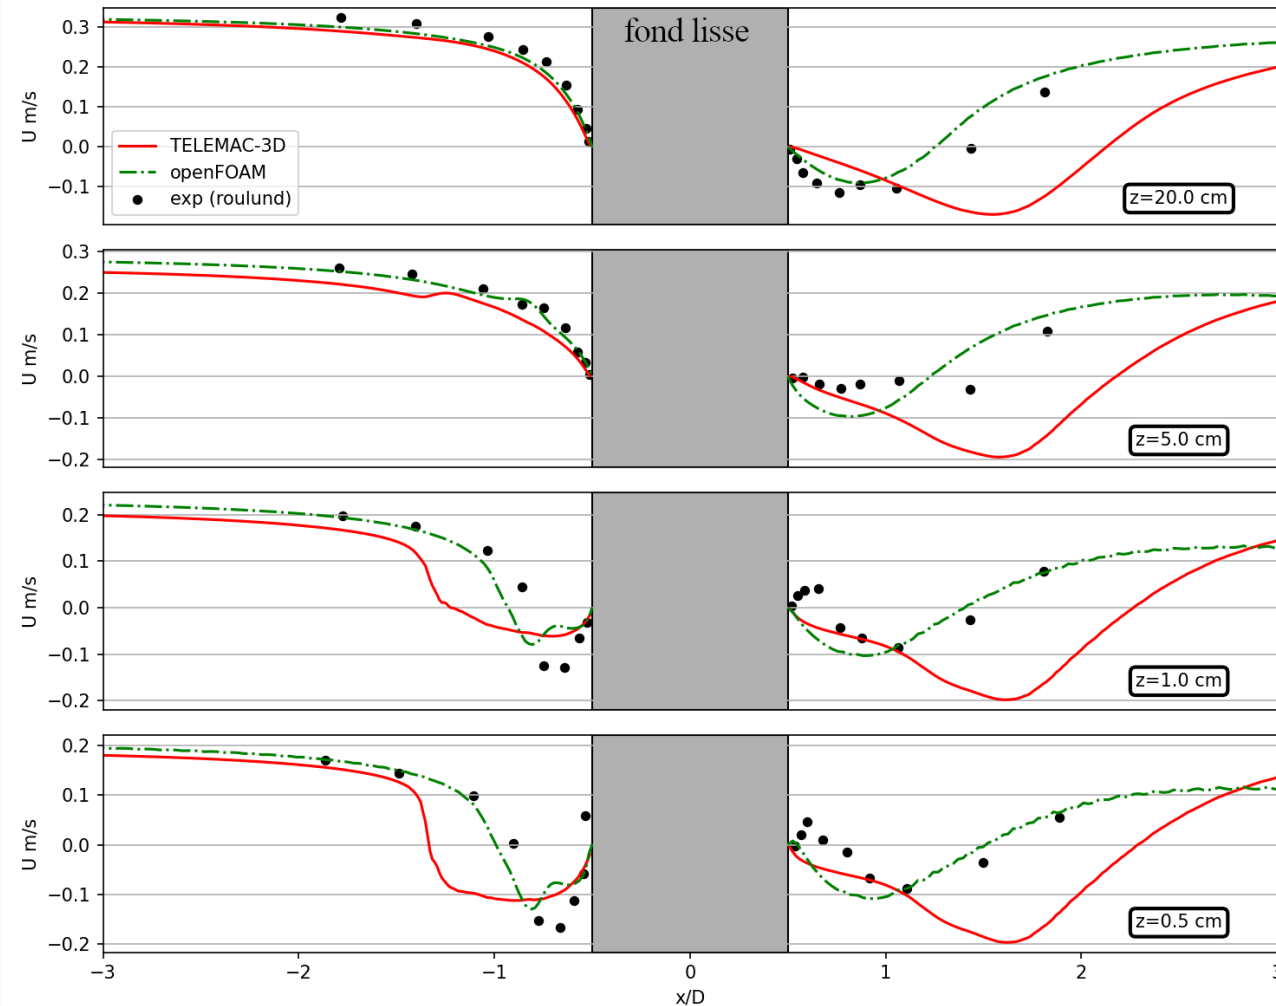 fond lisse
U m/s
0.3
0.2
0.1
0.0
−0.1
TELEMAC-3D
openFOAM
exp (roulund)
z=20.0 cm
U m/s
0.3
0.2
0.1
0.0
−0.1
−0.2
z=5.0 cm
U m/s
0.2
0.1
0.0
−0.1
−0.2
z=1.0 cm
U m/s
0.2
0.1
0.0
−0.1
−0.2
z=0.5 cm
−3 −2 −1 0 1 2 3
x/D